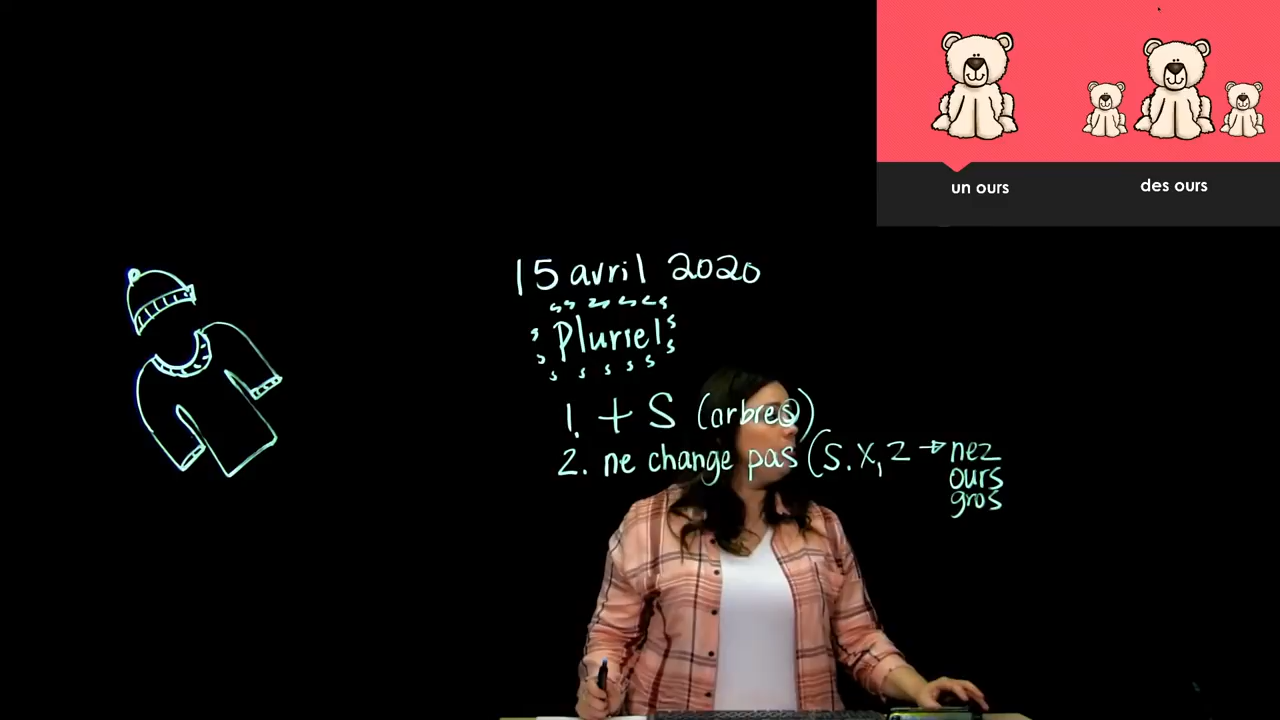 un ours
des ours
15 avril 2020
Pluriel
1. + S (arbres)
2. ne change pas (S. X, Z → nez
ours
gros